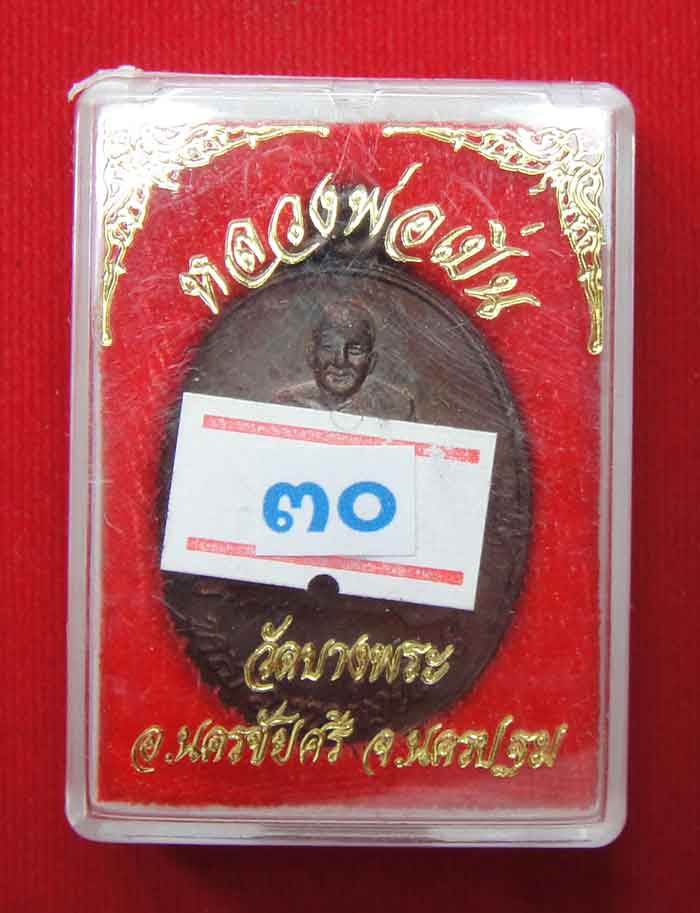 หลวงพ่อเปิ่น
๓๐
วัดบางพระ
อ.นครชัยศรี จ.นครปฐม